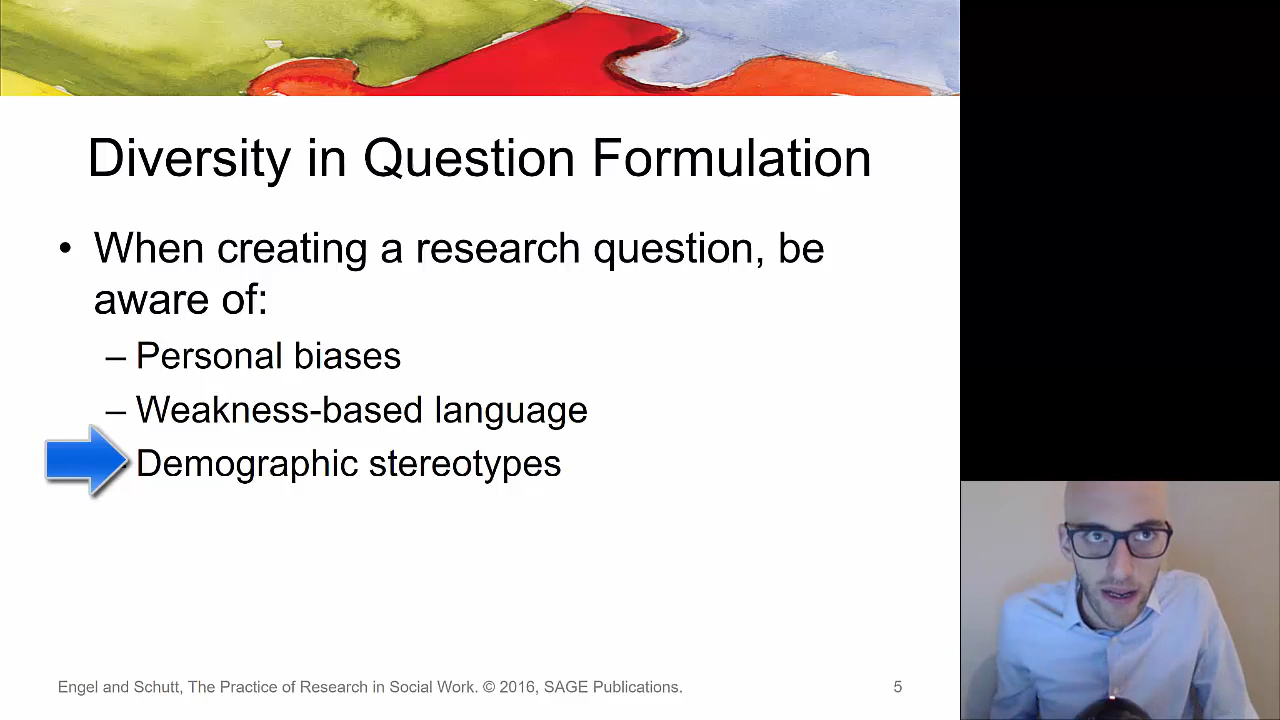 Diversity in Question Formulation
• When creating a research question, be
aware of:
– Personal biases
– Weakness-based language
Demographic stereotypes
Engel and Schutt, The Practice of Research in Social Work. © 2016, SAGE Publications.
5